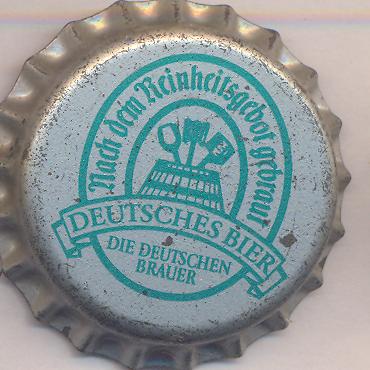 Nach dem Reinheitsgebot gebraut
DEUTSCHES BIER
DIE DEUTSCHEN
BRAUER